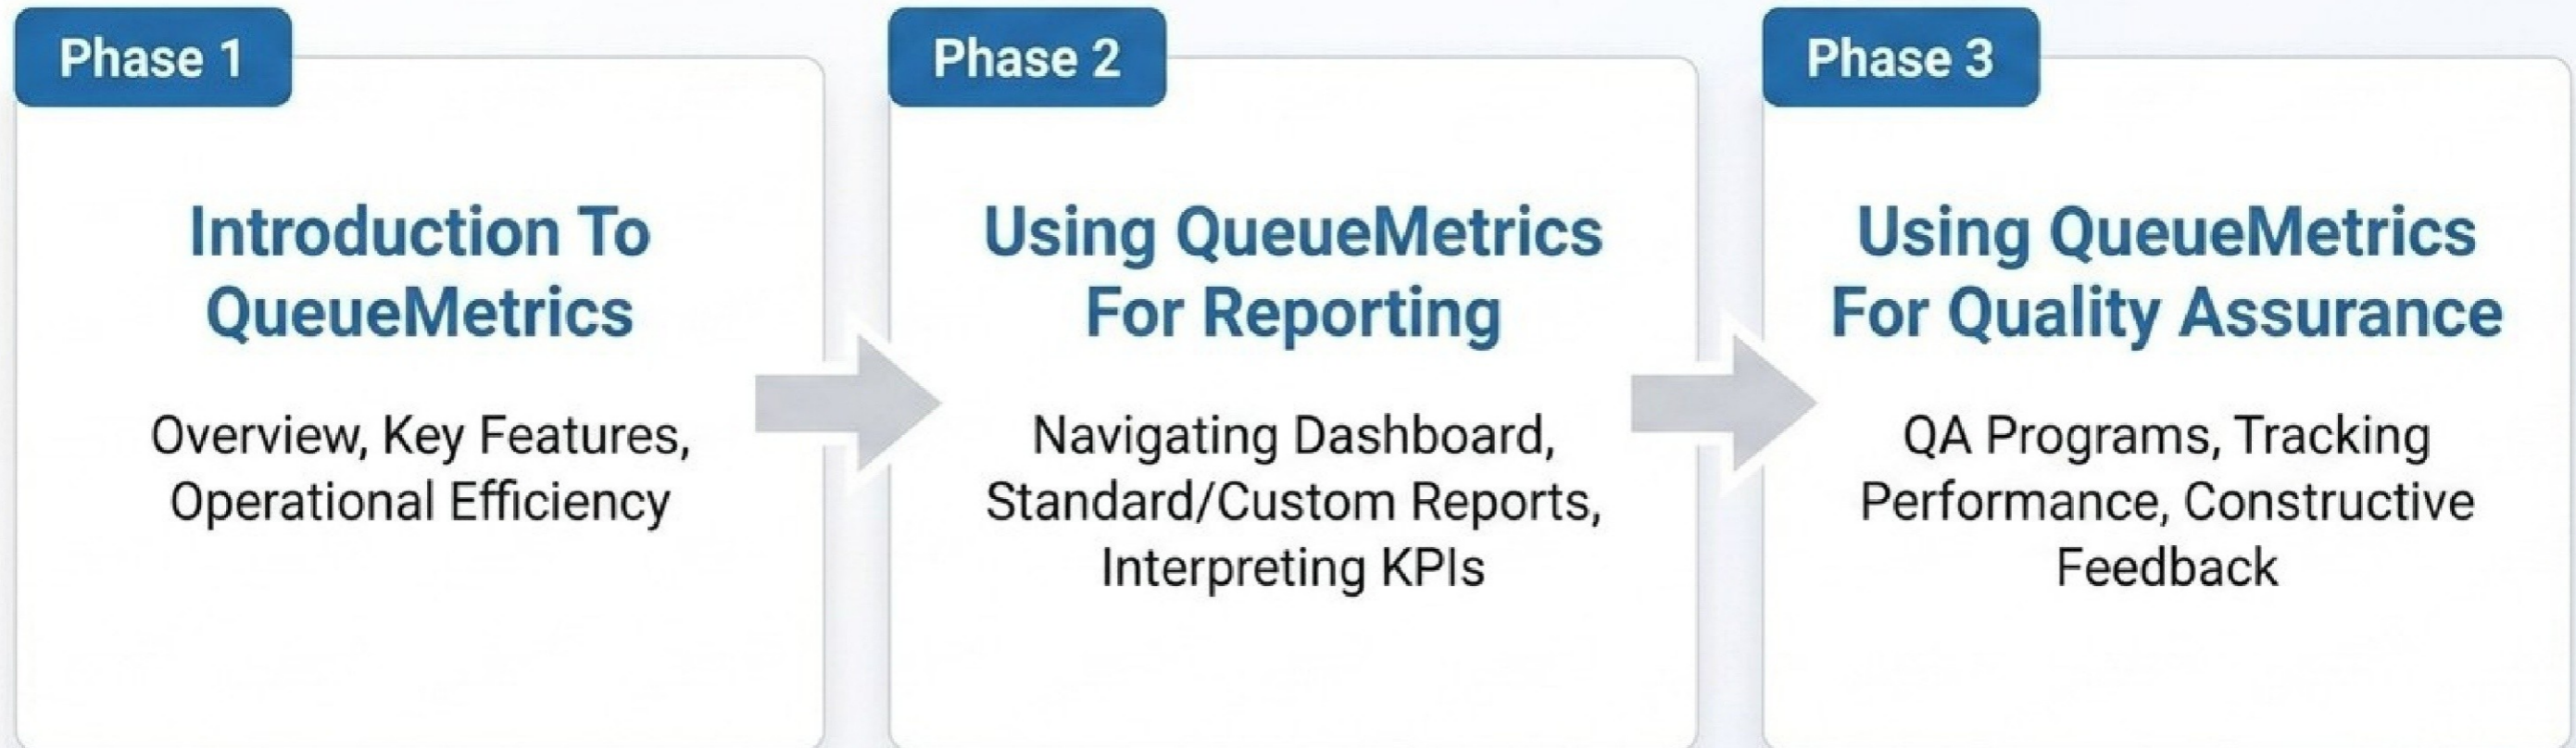 Phase 1
Introduction To
QueueMetrics
Overview, Key Features,
Operational Efficiency
Phase 2
Using QueueMetrics
For Reporting
Navigating Dashboard,
Standard/Custom Reports,
Interpreting KPIs
Phase 3
Using QueueMetrics
For Quality Assurance
QA Programs, Tracking
Performance, Constructive
Feedback